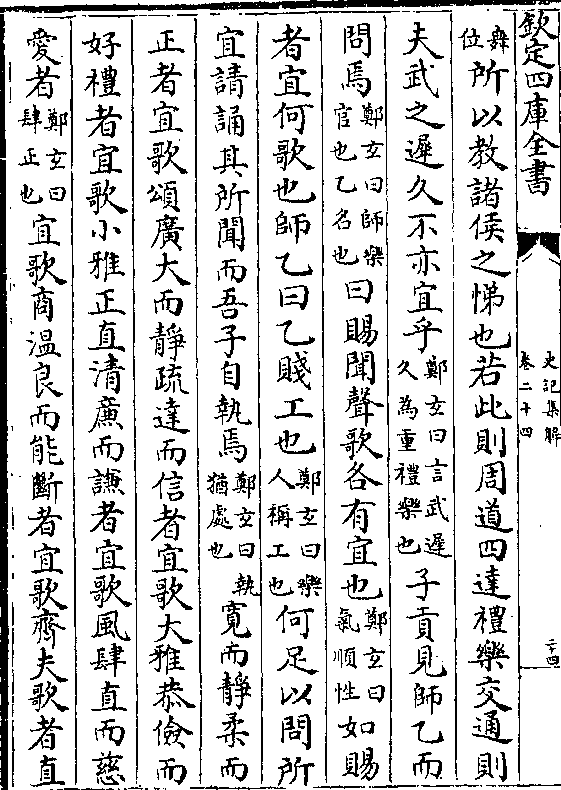 欽定四庫全書
史記集解
卷二十四
二十四
舞位所以教諸侯之悌也若此則周道四達禮樂交通則
夫武之遲久不亦宜乎鄭玄曰言武遲久為重禮樂也子貢見師乙而
問焉鄭玄曰師樂官也乙名也曰賜聞聲歌各有宜也鄭玄曰氣順性如賜
者宜何歌也師乙曰乙賤工也鄭玄曰樂人稱工也何足以問所
宜請誦其所聞而吾子自執焉鄭玄曰執猶處也寛而靜柔而
正者宜歌頌廣大而靜疏達而信者宜歌大雅恭儉而
好禮者宜歌小雅正直清廉而謙者宜歌風肆直而慈
愛者鄭玄曰肆正也宜歌商溫良而能斷者宜歌齊夫歌者直